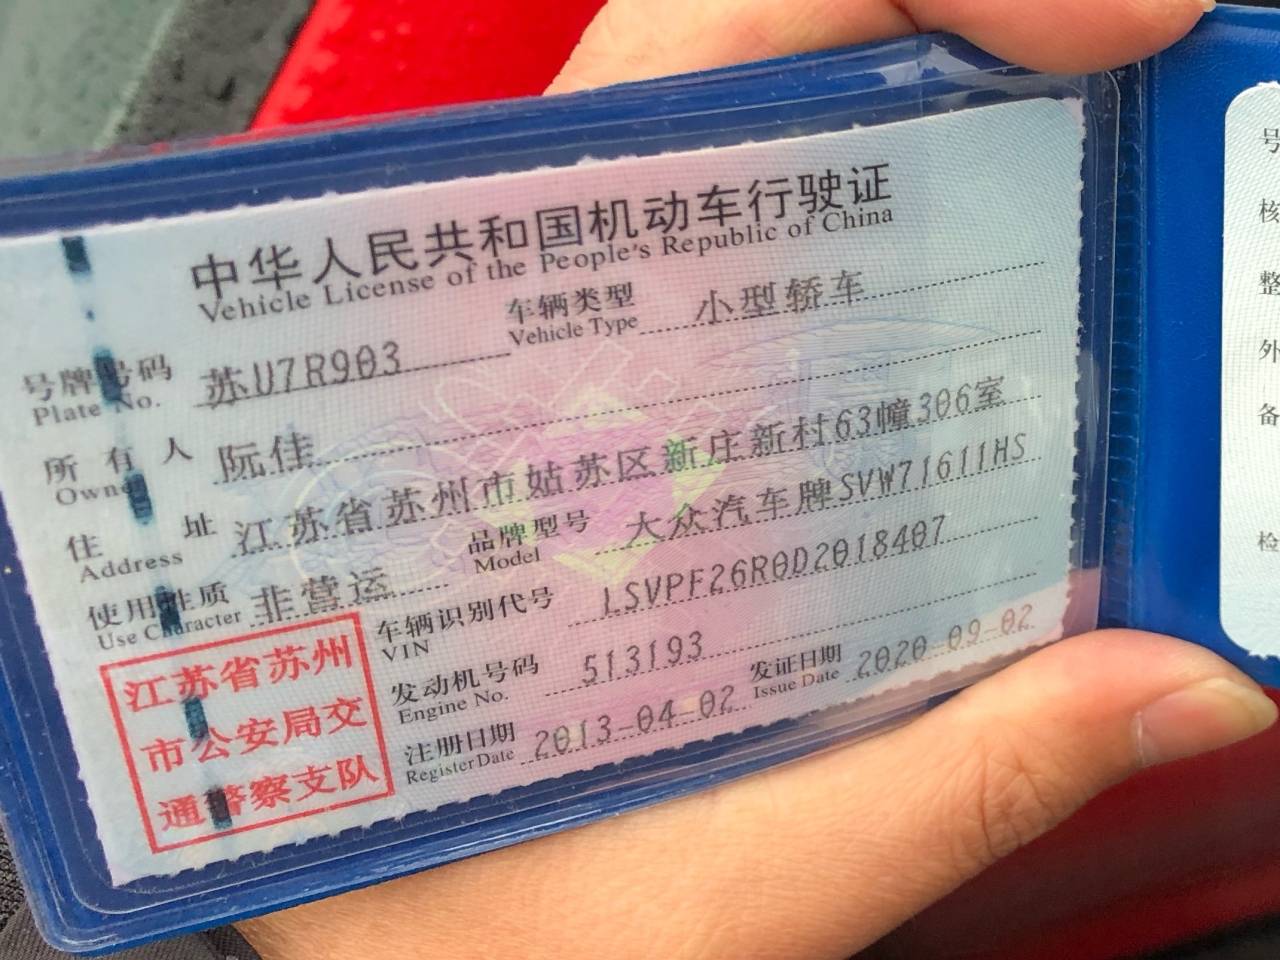 中华人民共和国机动车行驶证
Vehicle License of the People's Republic of China
号牌号码 苏U7R903 车辆类型 小型轿车
Plate No. Vehicle Type
所有人 阮佳
Owner
住址 江苏省苏州市姑苏区新庄新村63幢306室
Address
使用性质 非营运 品牌型号 大众汽车牌SVW71611HS
Use Character Model
车辆识别代号 LSVPF26R0D2018407
VIN
发动机号码 513193 发证日期 2020-09-02
Engine No. Issue Date
注册日期 2013-04-02
Register Date
江苏省苏州
市公安局交
通警察支队
号
核
整
外
备
检